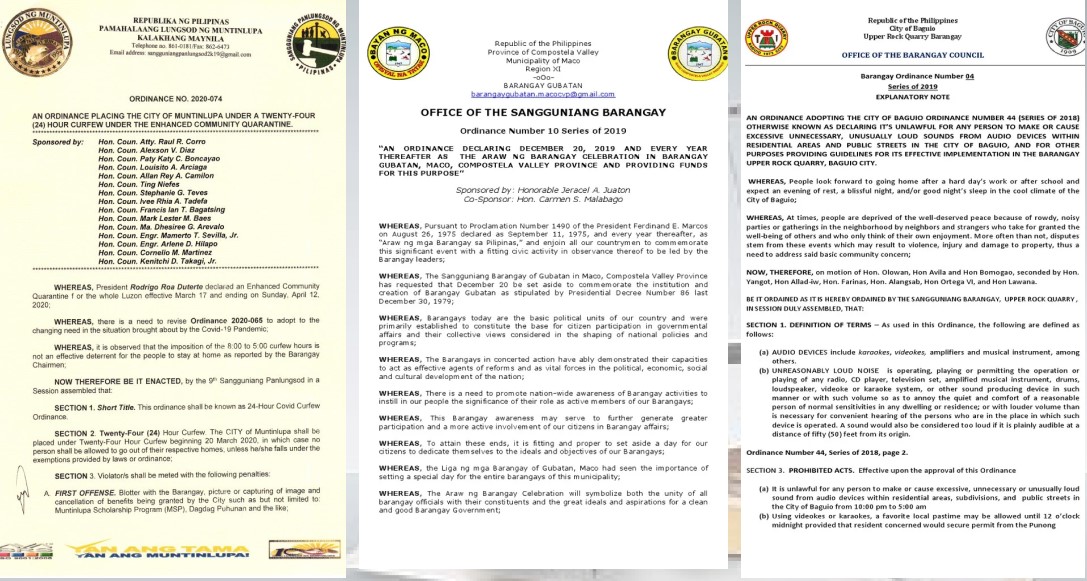 REPUBLIKA NG PILIPINAS
PAMAHALAANG LUNGSOD NG MUNTINLUPA
KALAKHANG MAYNILA
Telephone no. 861-0181/Fax: 862-6473
Email address: sangguniangpanlungsod2k19@gmail.com
ORDINANCE NO. 2020-074
AN ORDINANCE PLACING THE CITY OF MUNTINLUPA UNDER A TWENTY-FOUR
(24) HOUR CURFEW UNDER THE ENHANCED COMMUNITY QUARANTINE.
Sponsored by: Hon. Coun. Atty. Raul R. Corro
Hon. Coun. Alexson V. Diaz
Hon. Coun. Paty Katy C. Boncayao
Hon. Coun. Louisito A. Arciaga
Hon. Coun. Allan Rey A. Camilon
Hon. Coun. Ting Niefes
Hon. Coun. Stephanie G. Teves
Hon. Coun. Ivee Rhia A. Tadefa
Hon. Coun. Francis Ian T. Bagatsing
Hon. Coun. Mark Lester M. Baes
Hon. Coun. Ma. Dhesiree G. Arevalo
Hon. Coun. Engr. Mamerto T. Sevilla, Jr.
Hon. Coun. Engr. Arlene D. Hilapo
Hon. Coun. Cornelio M. Martinez
Hon. Coun. Kenitchi D. Takagi, Jr.
WHEREAS, President Rodrigo Roa Duterte declared an Enhanced Community
Quarantine f or the whole Luzon effective March 17 and ending on Sunday, April 12,
2020;
WHEREAS, there is a need to revise Ordinance 2020-065 to adopt to the
changing need in the situation brought about by the Covid-19 Pandemic;
WHEREAS, it is observed that the imposition of the 8:00 to 5:00 curfew hours is
not an effective deterrent for the people to stay at home as reported by the Barangay
Chairmen;
NOW THEREFORE BE IT ENACTED, by the 9th Sangguniang Panlungsod in a
Session assembled that:
SECTION 1. Short Title. This ordinance shall be known as 24-Hour Covid Curfew
Ordinance.
SECTION 2. Twenty-Four (24) Hour Curfew. The CITY of Muntinlupa shall be
placed under Twenty-Four Hour Curfew beginning 20 March 2020, in which case no
person shall be allowed to go out of their respective homes, unless he/she falls under the
exemptions provided by laws or ordinance;
SECTION 3. Violator/s shall be meted with the following penalties:
A. FIRST OFFENSE. Blotter with the Barangay, picture or capturing of image and
cancellation of benefits being granted by the City such as but not limited to:
Muntinlupa Scholarship Program (MSP), Dagdag Puhunan and the like;
YAN ANG TAMA
YAN ANG MUNTINLUPA!
Republic of the Philippines
Province of Compostela Valley
Municipality of Maco
Region XI
-oOo-
BARANGAY GUBATAN
barangaygubatan.macocvp@gmail.com
OFFICE OF THE SANGGUNIANG BARANGAY
Ordinance Number 10 Series of 2019
"AN ORDINANCE DECLARING DECEMBER 20, 2019 AND EVERY YEAR
THEREAFTER AS THE ARAW NG BARANGAY CELEBRATION IN BARANGAY
GUBATAN, MACO, COMPOSTELA VALLEY PROVINCE AND PROVIDING FUNDS
FOR THIS PURPOSE"
Sponsored by: Honorable Jeracel A. Juaton
Co-Sponsor: Hon. Carmen S. Malabago
WHEREAS, Pursuant to Proclamation Number 1490 of the President Ferdinand E. Marcos
on August 26, 1975 declared as September 11, 1975, and every year thereafter, as
"Araw ng mga Barangay sa Pilipinas," and enjoin all our countrymen to commemorate
this significant event with a fitting civic activity in observance thereof to be led by the
Barangay leaders;
WHEREAS, The Sangguniang Barangay of Gubatan in Maco, Compostela Valley Province
has requested that December 20 be set aside to commemorate the institution and
creation of Barangay Gubatan as stipulated by Presidential Decree Number 86 last
December 30, 1979;
WHEREAS, Barangays today are the basic political units of our country and were
primarily established to constitute the base for citizen participation in governmental
affairs and their collective views considered in the shaping of national policies and
programs;
WHEREAS, The Barangays in concerted action have ably demonstrated their capacities
to act as effective agents of reforms and as vital forces in the political, economic, social
and cultural development of the nation;
WHEREAS, There is a need to promote nation-wide awareness of Barangay activities to
instill in our people the significance of their role as active members of our Barangays;
WHEREAS, This Barangay awareness may serve to further generate greater
participation and a more active involvement of our citizens in Barangay affairs;
WHEREAS, To attain these ends, it is fitting and proper to set aside a day for our
citizens to dedicate themselves to the ideals and objectives of our Barangays;
WHEREAS, the Liga ng mga Barangay of Gubatan, Maco had seen the importance of
setting a special day for the entire barangays of this municipality;
WHEREAS, The Araw ng Barangay Celebration will symbolize both the unity of all
barangay officials with their constituents and the great ideals and aspirations for a clean
and good Barangay Government;
Republic of the Philippines
City of Baguio
Upper Rock Quarry Barangay
OFFICE OF THE BARANGAY COUNCIL
Barangay Ordinance Number 04
Series of 2019
EXPLANATORY NOTE
AN ORDINANCE ADOPTING THE CITY OF BAGUIO ORDINANCE NUMBER 44 [SERIES OF 2018]
OTHERWISE KNOWN AS DECLARING IT'S UNLAWFUL FOR ANY PERSON TO MAKE OR CAUSE
EXCESSIVE UNNECESSARY, UNUSUALLY LOUD SOUNDS FROM AUDIO DEVICES WITHIN
RESIDENTIAL AREAS AND PUBLIC STREETS IN THE CITY OF BAGUIO, AND FOR OTHER
PURPOSES PROVIDING GUIDELINES FOR ITS EFFECTIVE IMPLEMENTATION IN THE BARANGAY
UPPER ROCK QUARRY, BAGUIO CITY.
WHEREAS, People look forward to going home after a hard day's work or after school and
expect an evening of rest, a blissful night, and/or good night's sleep in the cool climate of the
City of Baguio;
WHEREAS, At times, people are deprived of the well-deserved peace because of rowdy, noisy
parties or gatherings in the neighborhood by neighbors and strangers who take for granted the
well-being of others and who only often think of their own enjoyment. More than not, disputes
stem from these events which may result to violence, injury and damage to property, thus a
need to address said basic community concern;
NOW, THEREFORE, on motion of Hon. Olowan, Hon Avila and Hon Bomogao, seconded by Hon.
Yangot, Hon Allad-iw, Hon. Farinas, Hon. Alangsab, Hon Ortega VI, and Hon Lawana.
BE IT ORDAINED AS IT IS HEREBY ORDAINED BY THE SANGGUNIANG BARANGAY, UPPER ROCK QUARRY ,
IN SESSION DULY ASSEMBLED, THAT:
SECTION 1. DEFINITION OF TERMS – As used in this Ordinance, the following are defined as
follows:
(a) AUDIO DEVICES include karaokes, videokes, amplifiers and musical instrument, among
others.
(b) UNREASONABLY LOUD NOISE is operating, playing or permitting the operation or
playing of any radio, CD player, television set, amplified musical instrument, drums,
loudspeaker, videoke or karaoke system, or other sound producing device in such
manner or with such volume so as to annoy the quiet and comfort of a reasonable
person of normal sensitivities in any dwelling or residence; or with louder volume than
is necessary for convenient hearing of the persons who are in the place in which such
device is operated. A sound would also be considered too loud if it is plainly audible at a
distance of fifty (50) feet from its origin.
Ordinance Number 44, Series of 2018, page 2.
SECTION 3. PROHIBITED ACTS. Effective upon the approval of this Ordinance
(a) It is unlawful for any person to make or cause excessive, unnecessary or unusually loud
sound from audio devices within residential areas, subdivisions, and public streets in
the City of Baguio from 10:00 pm to 5:00 am
(b) Using videokes or karaokes, a favorite local pastime may be allowed until 12 o'clock
midnight provided that resident concerned would secure permit from the Punong